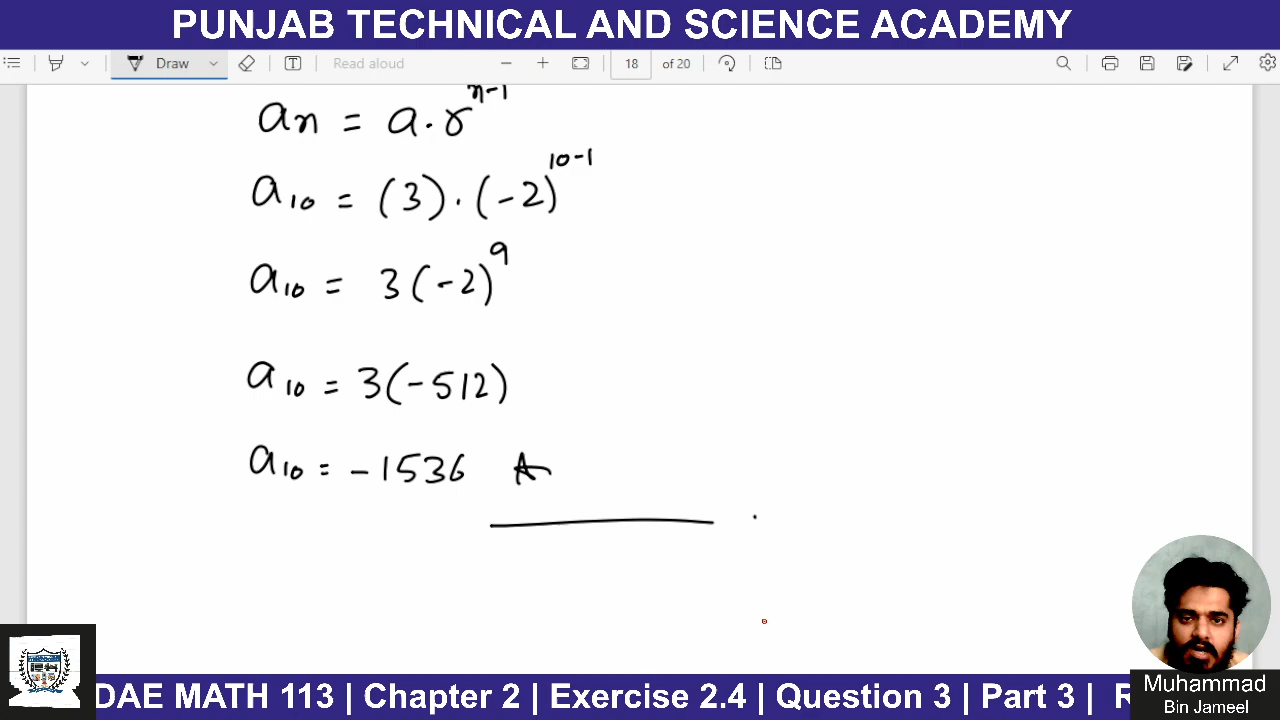 PUNJAB TECHNICAL AND SCIENCE ACADEMY
Draw
Read aloud
18 of 20
an = a.r^n-1
a10 = (3).(-2)^10-1
a10 = 3(-2)^9
a10 = 3(-512)
a10 = -1536
DAE MATH 113 | Chapter 2 | Exercise 2.4 | Question 3 | Part 3 | R
Muhammad
Bin Jameel